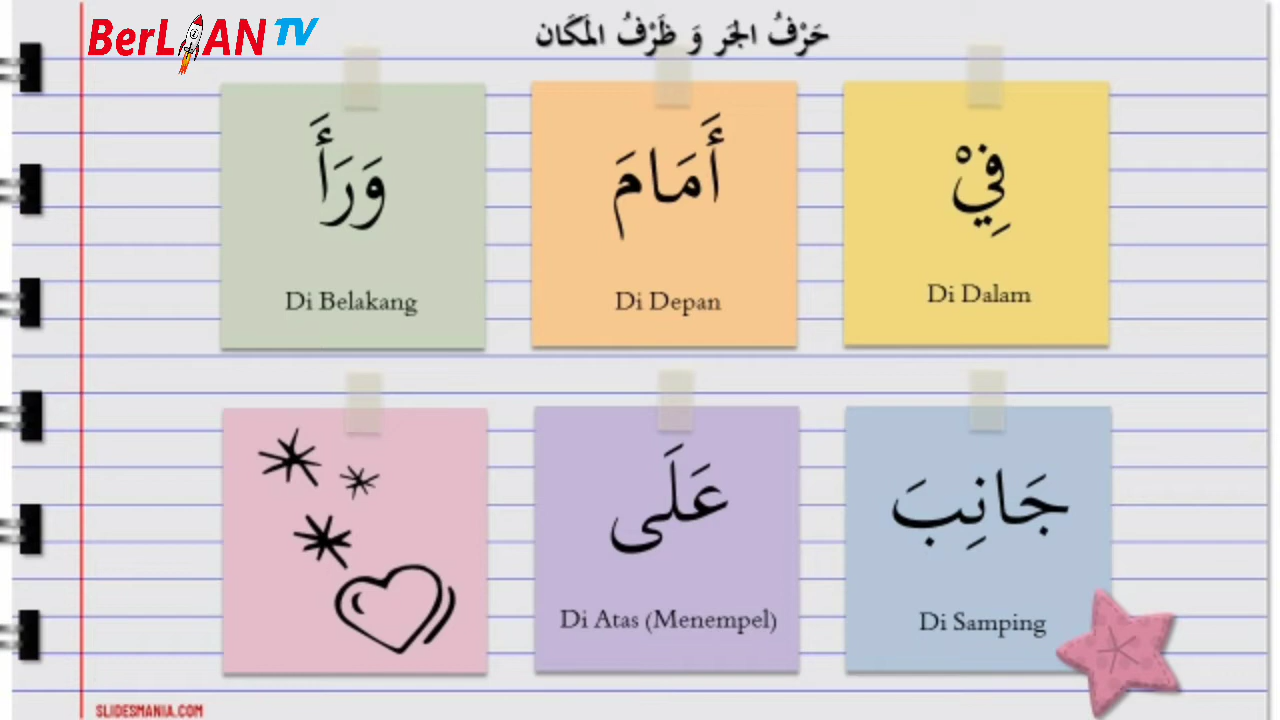 BerLIAN TV
حَرْفُ الجَر وَ ظَرْفُ المَكَان
فِيْ
Di Dalam
أَمَامَ
Di Depan
وَرَأَ
Di Belakang
جَانِبَ
Di Samping
عَلَى
Di Atas (Menempel)
SLIDESMANIA.COM